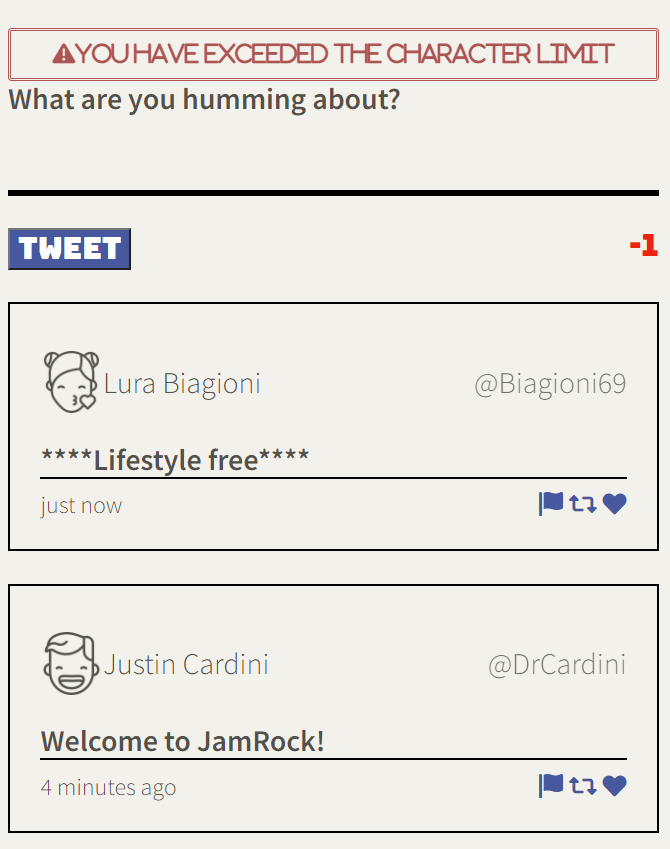 YOU HAVE EXCEEDED THE CHARACTER LIMIT
What are you humming about?
TWEET
-1
Lura Biagioni
@Biagioni69
****Lifestyle free****
just now
Justin Cardini
@DrCardini
Welcome to JamRock!
4 minutes ago